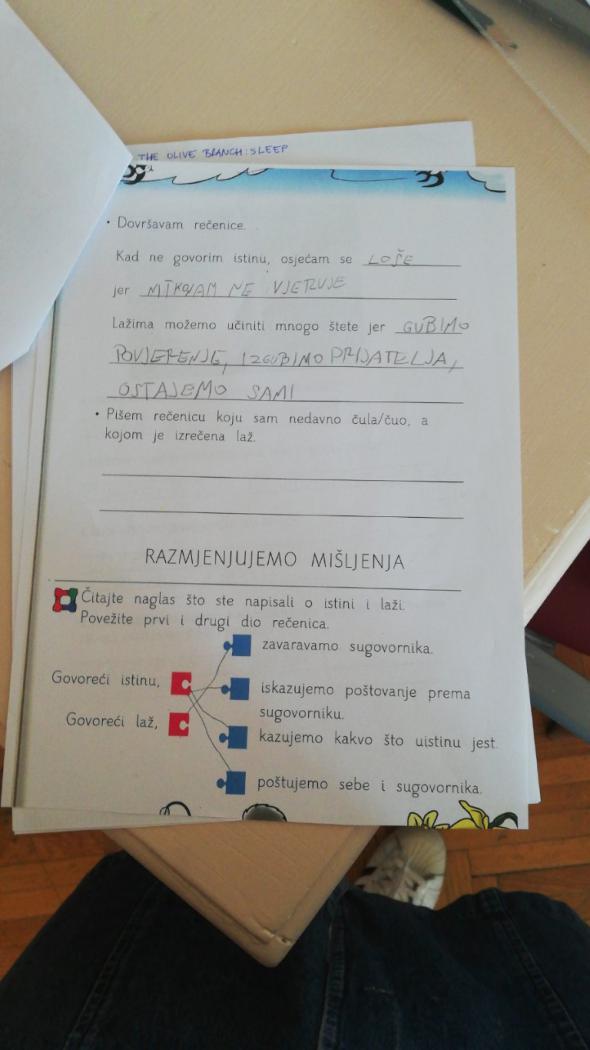 THE OLIVE BRANCH: SLEEP
• Dovršavam rečenice.
Kad ne govorim istinu, osjećam se LOŠE
jer NE VJERUJE
Lažima možemo učiniti mnogo štete jer GUBIMO
POVJERENJE, IZGUBIMO PRIJATELJA,
OSTAJEMO SAMI
• Pišem rečenicu koju sam nedavno čula/čuo, a
kojom je izrečena laž.
RAZMJENJUJEMO MIŠLJENJA
Čitajte naglas što ste napisali o istini i laži.
Povežite prvi i drugi dio rečenica.
zavaravamo sugovornika.
Govoreći istinu,
iskazujemo poštovanje prema
sugovorniku.
Govoreći laž,
kazujemo kakvo što uistinu jest.
poštujemo sebe i sugovornika.